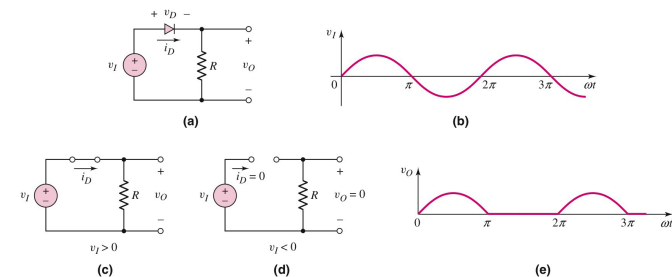 + v_D −
i_D
v_I
+
−
R
+
v_O
−
(a)
v_I
0
π
2π
3π
ωt
(b)
i_D
v_I
+
−
R
+
v_O
−
v_I > 0
(c)
i_D = 0
v_I
+
−
R
+
v_O = 0
−
v_I < 0
(d)
v_O
0
π
2π
3π
ωt
(e)